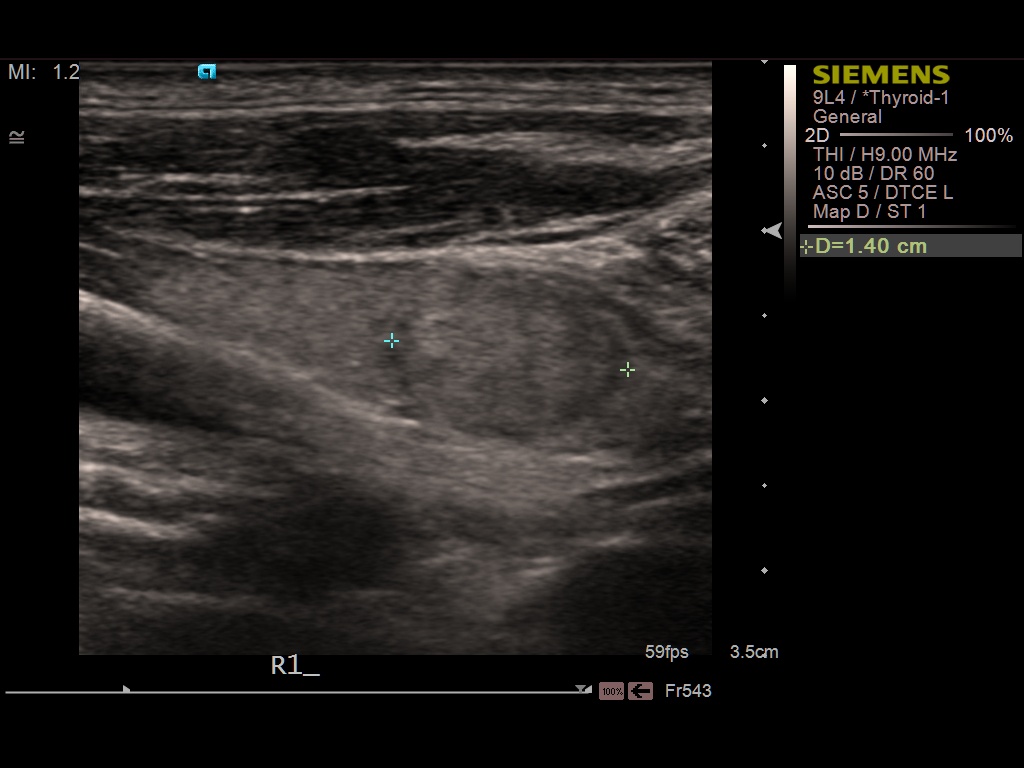 MI: 1.2
SIEMENS
9L4 / *Thyroid-1
General
2D 100%
THI / H9.00 MHz
10 dB / DR 60
ASC 5 / DTCE L
Map D / ST 1
D=1.40 cm
59fps 3.5cm
R1_
100% Fr543